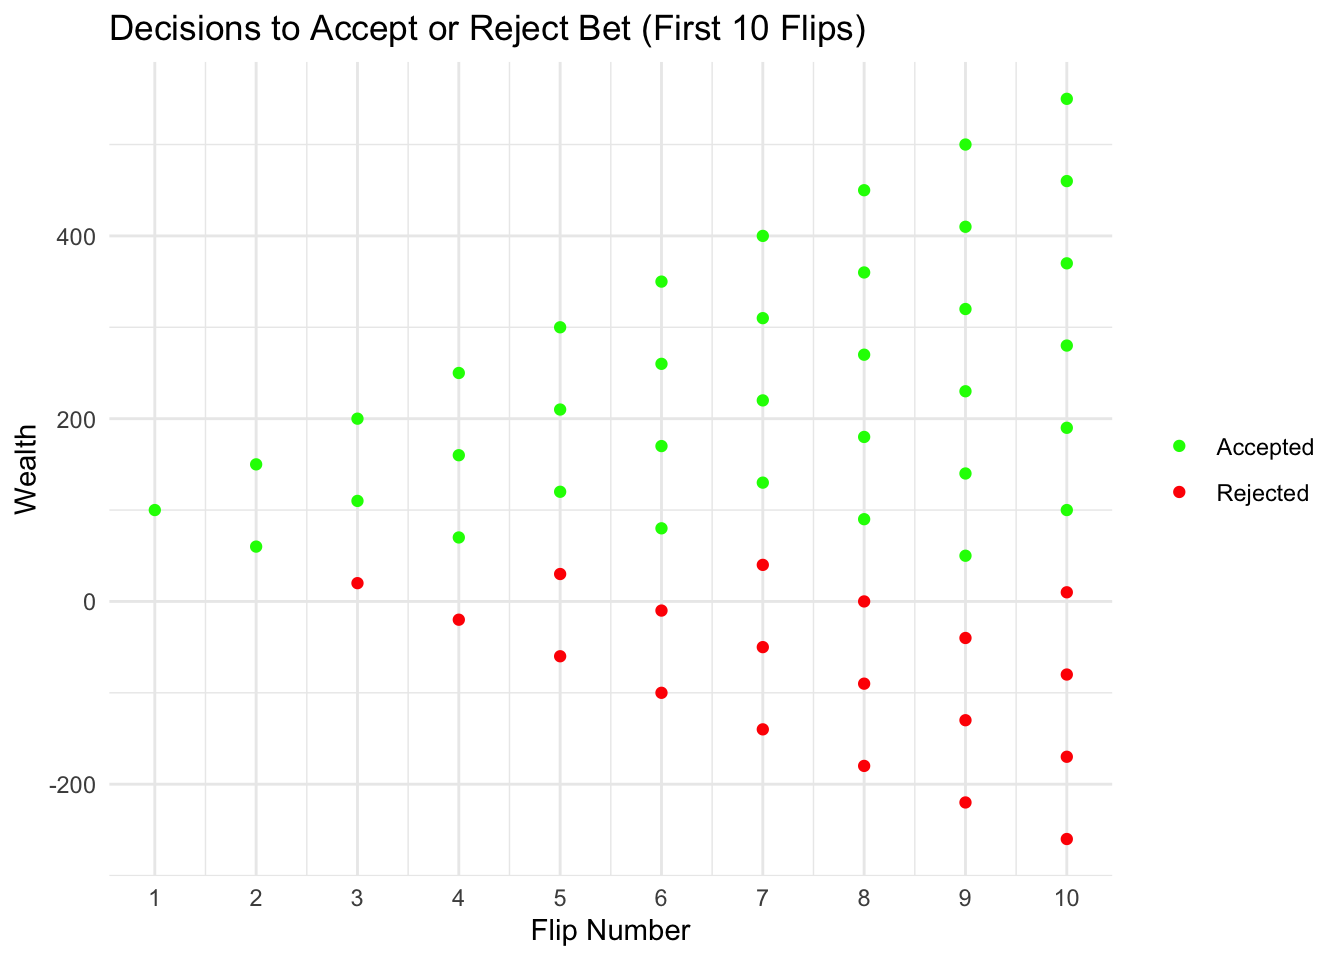 Decisions to Accept or Reject Bet (First 10 Flips)
Wealth
400
200
0
-200
1 2 3 4 5 6 7 8 9 10
Flip Number
Accepted
Rejected